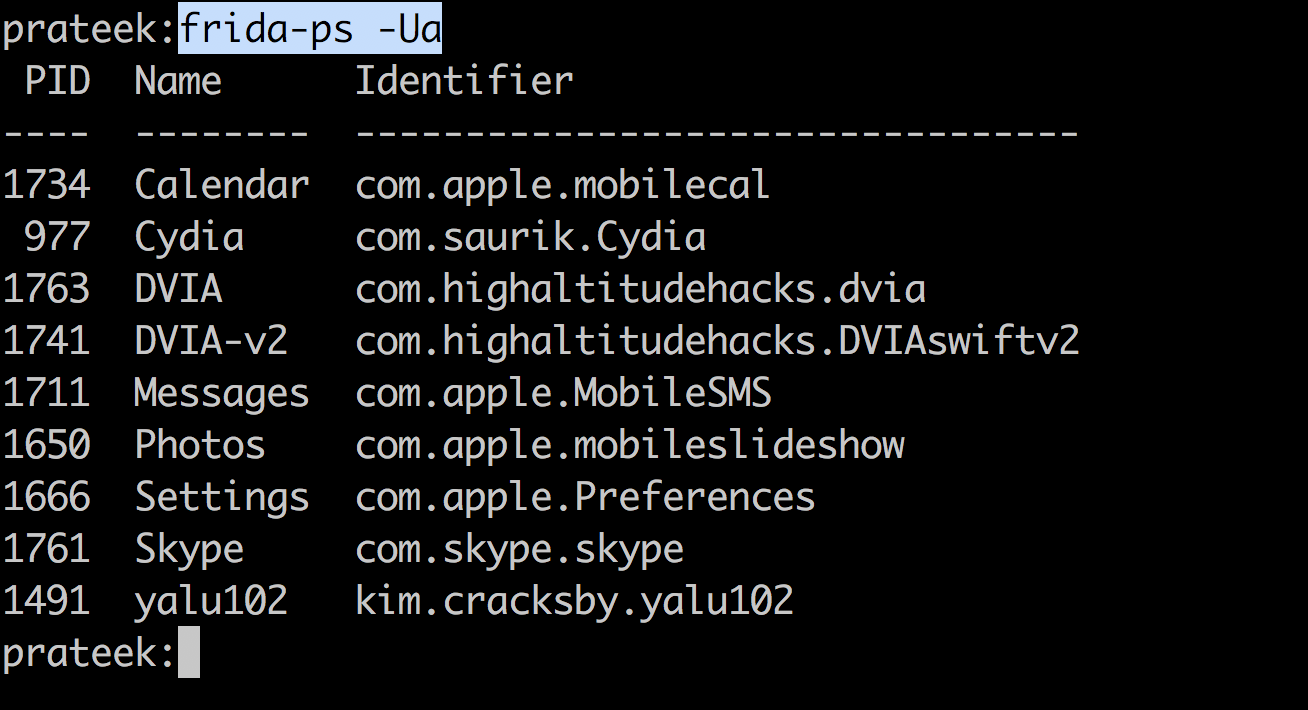 prateek:frida-ps -Ua
 PID  Name      Identifier
----  --------  ---------------------------------
1734  Calendar  com.apple.mobilecal
 977  Cydia     com.saurik.Cydia
1763  DVIA      com.highaltitudehacks.dvia
1741  DVIA-v2   com.highaltitudehacks.DVIAswiftv2
1711  Messages  com.apple.MobileSMS
1650  Photos    com.apple.mobileslideshow
1666  Settings  com.apple.Preferences
1761  Skype     com.skype.skype
1491  yalu102   kim.cracksby.yalu102
prateek: